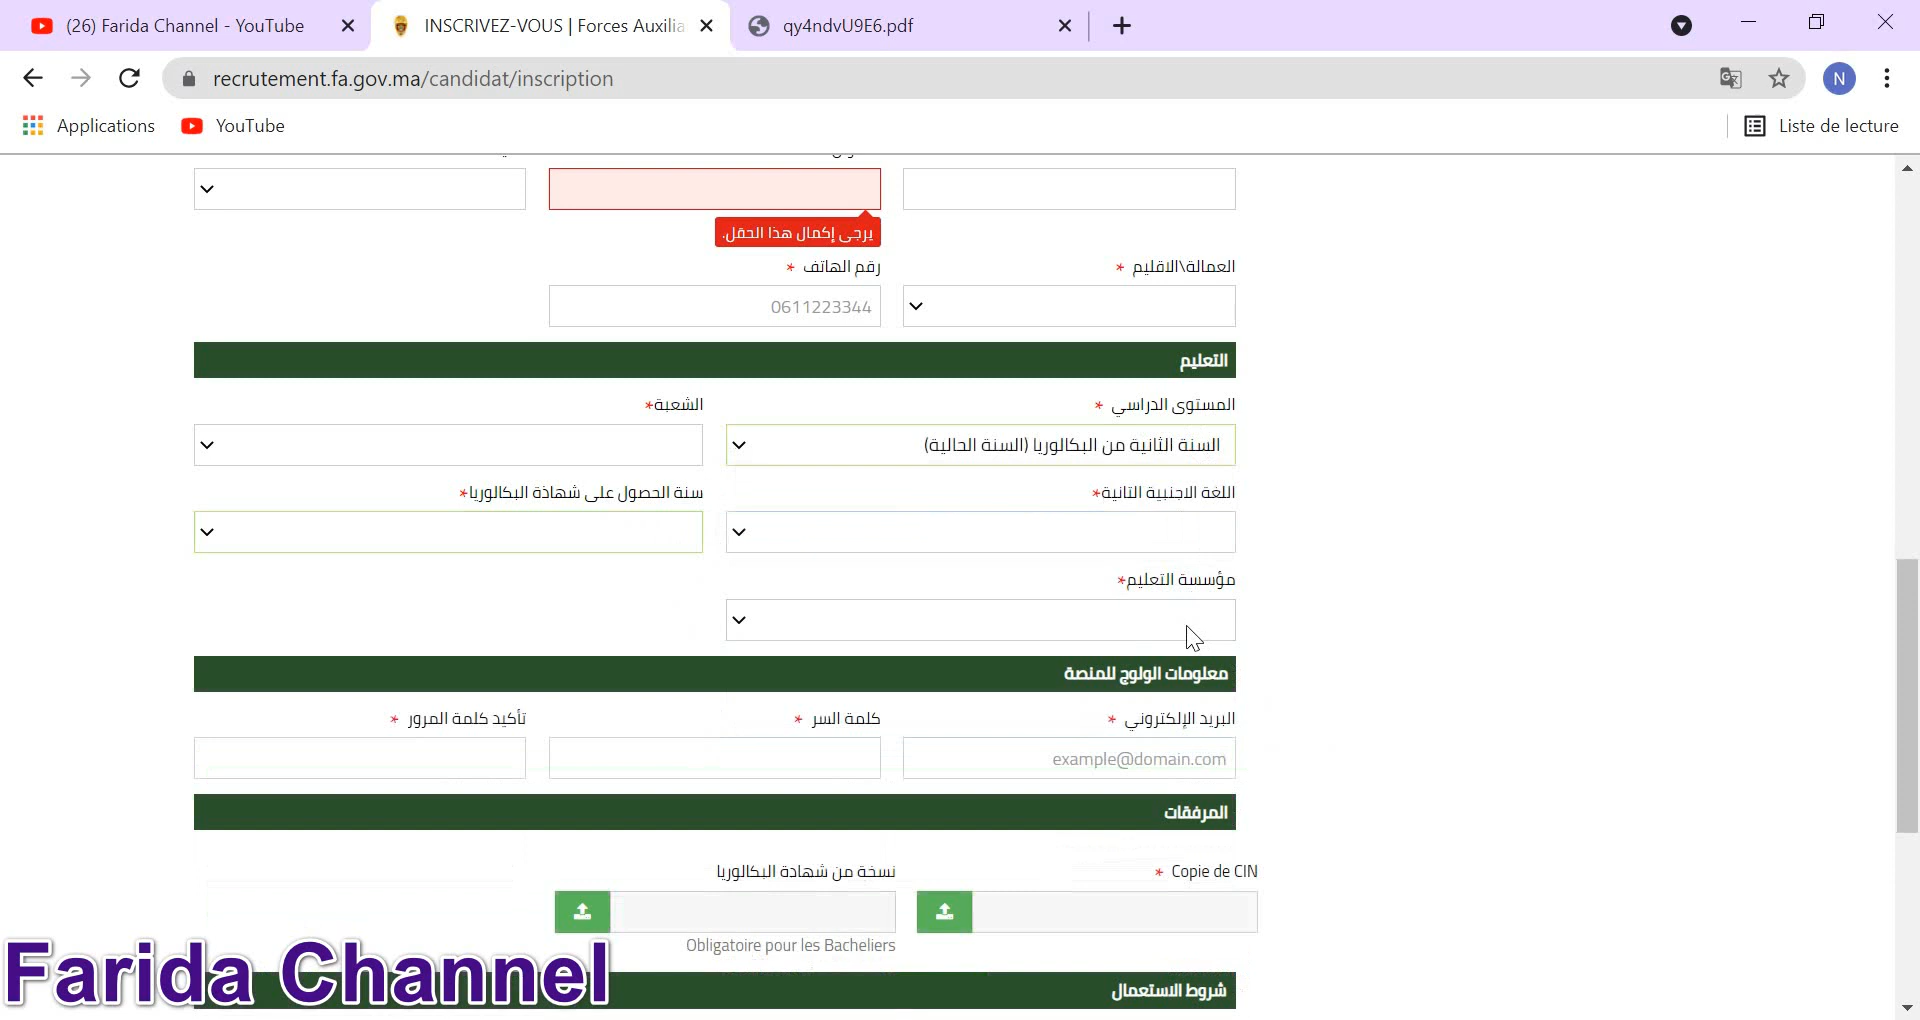 (26) Farida Channel - YouTube
INSCRIVEZ-VOUS | Forces Auxilia
qy4ndvU9E6.pdf
recrutement.fa.gov.ma/candidat/inscription
N
Applications
YouTube
Liste de lecture
يرجى إكمال هذا الحقل.
العمالة\الاقليم *
رقم الهاتف *
0611223344
التعليم
المستوى الدراسي *
الشعبة*
السنة الثانية من البكالوريا (السنة الحالية)
اللغة الاجنبية التانية*
سنة الحصول على شهاذة البكالوريا*
مؤسسة التعليم*
معلومات الولوج للمنصة
البريد الإلكتروني *
كلمة السر *
تأكيد كلمة المرور *
example@domain.com
المرفقات
Copie de CIN *
نسخة من شهادة البكالوريا
Obligatoire pour les Bacheliers
Farida Channel
شروط الاستعمال